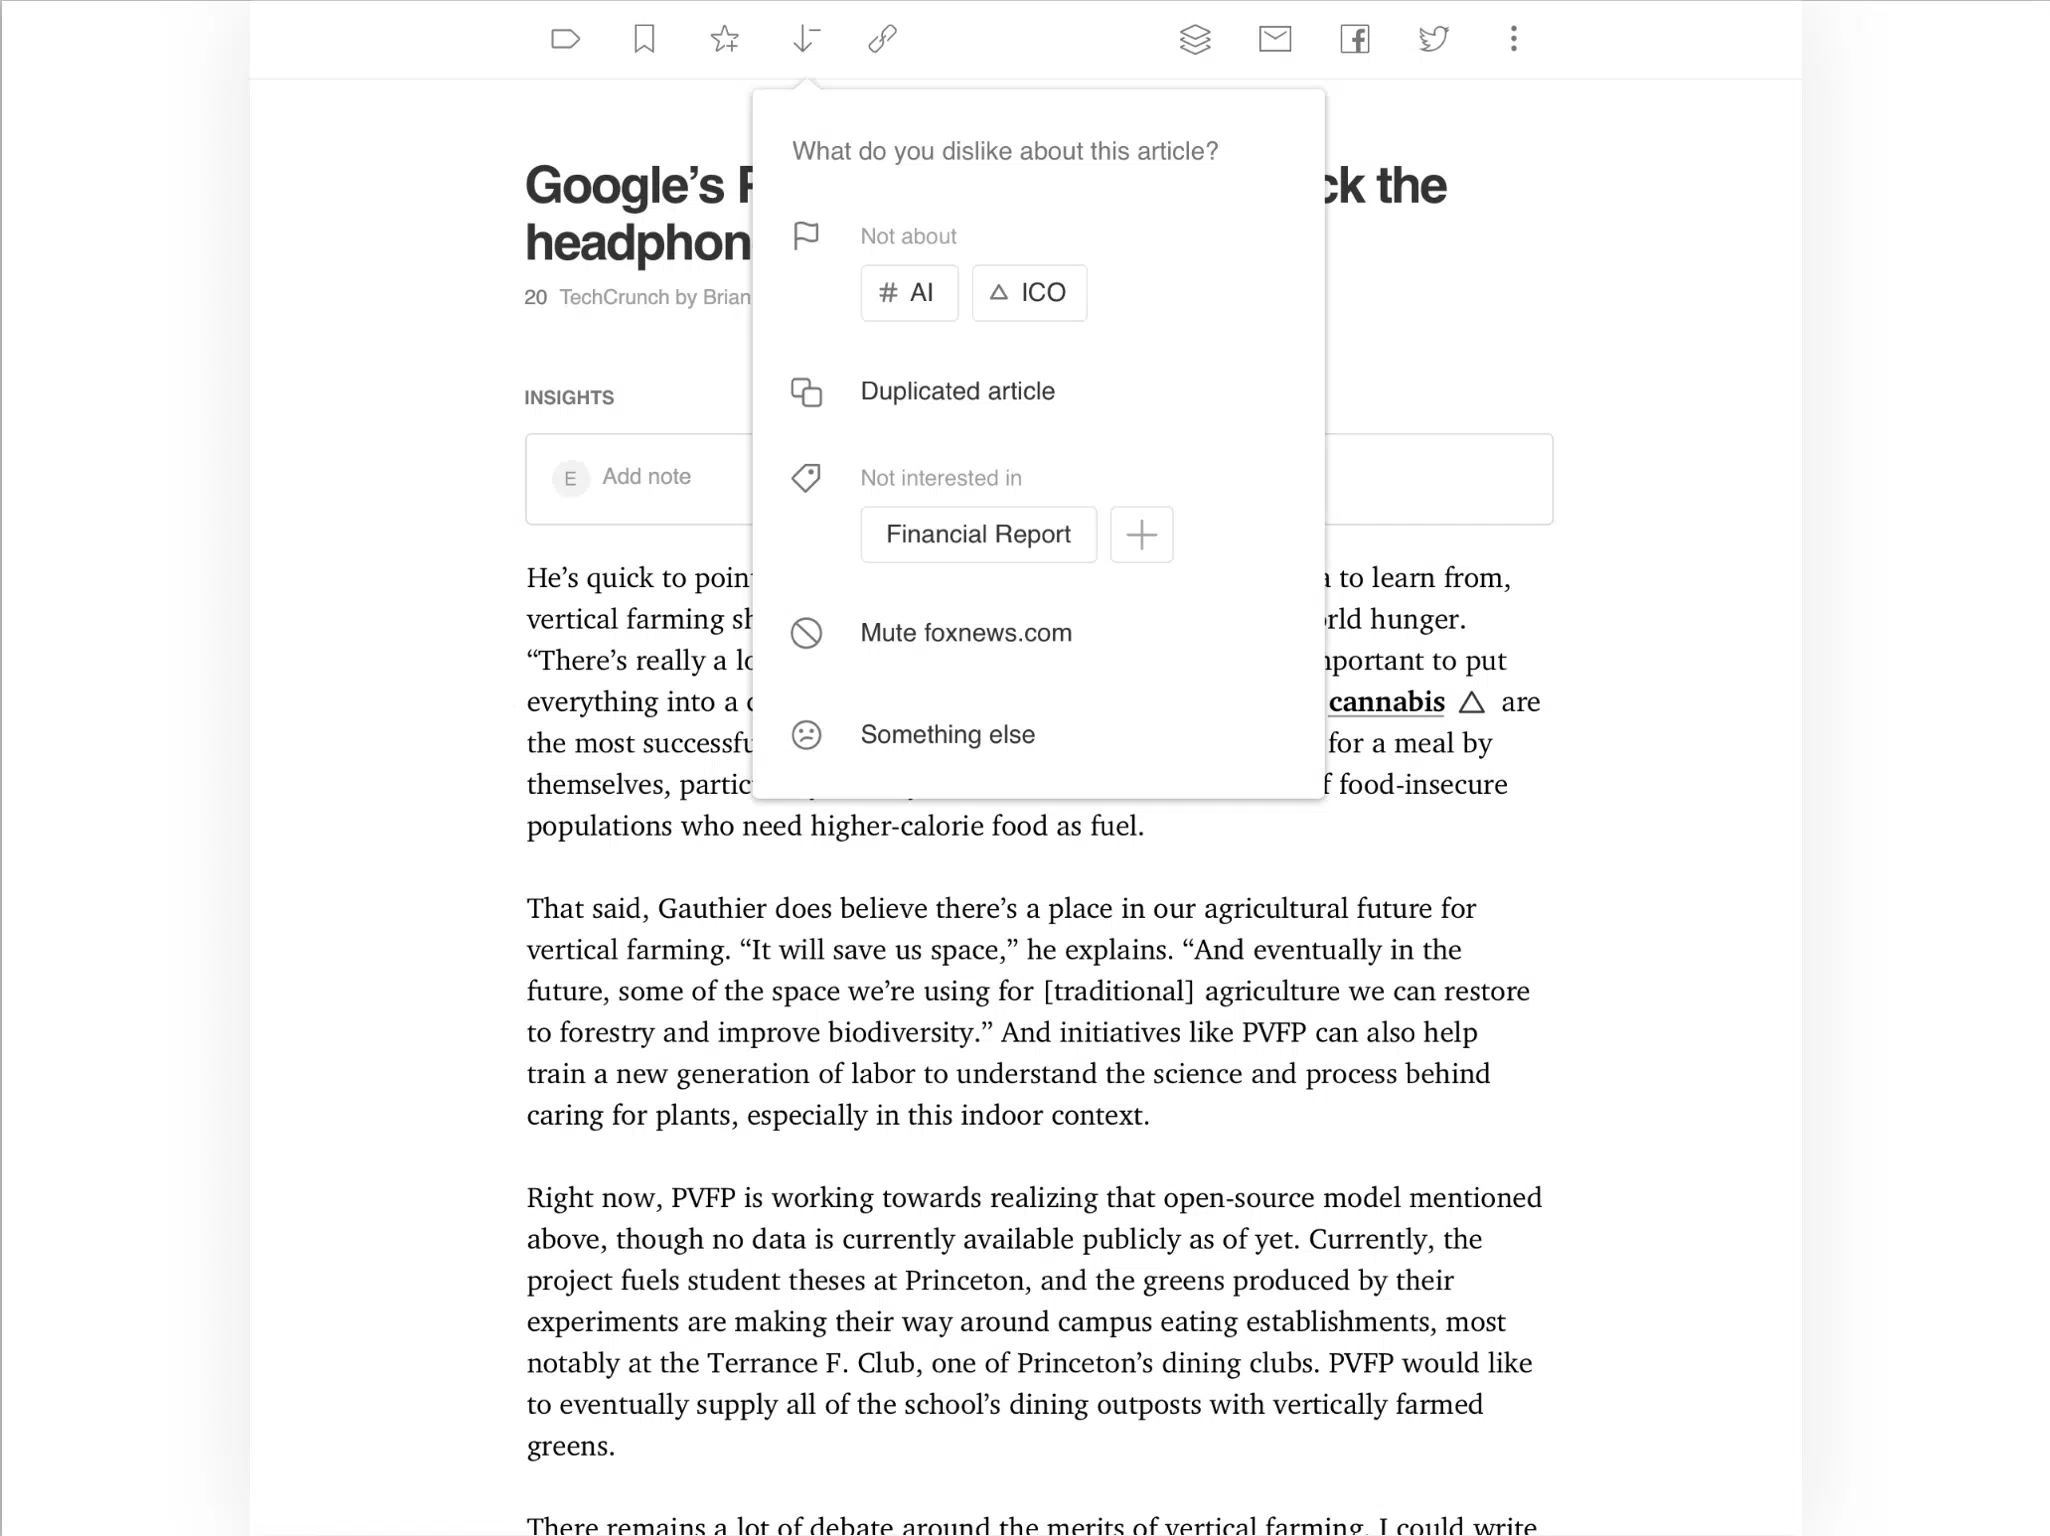 What do you dislike about this article?
Google’s
ck the
headphon
20 TechCrunch by Brian
Not about
# AI
ICO
INSIGHTS
Duplicated article
E Add note
Not interested in
Financial Report
He’s quick to poin
to learn from,
vertical farming sh
rld hunger.
Mute foxnews.com
“There’s really a lo
portant to put
everything into a
cannabis △ are
Something else
the most successfu
for a meal by
themselves, partic
food-insecure
populations who need higher-calorie food as fuel.
That said, Gauthier does believe there’s a place in our agricultural future for
vertical farming. “It will save us space,” he explains. “And eventually in the
future, some of the space we’re using for [traditional] agriculture we can restore
to forestry and improve biodiversity.” And initiatives like PVFP can also help
train a new generation of labor to understand the science and process behind
caring for plants, especially in this indoor context.
Right now, PVFP is working towards realizing that open-source model mentioned
above, though no data is currently available publicly as of yet. Currently, the
project fuels student theses at Princeton, and the greens produced by their
experiments are making their way around campus eating establishments, most
notably at the Terrance F. Club, one of Princeton’s dining clubs. PVFP would like
to eventually supply all of the school’s dining outposts with vertically farmed
greens.
There remains a lot of debate around the merits of vertical farming. I could write